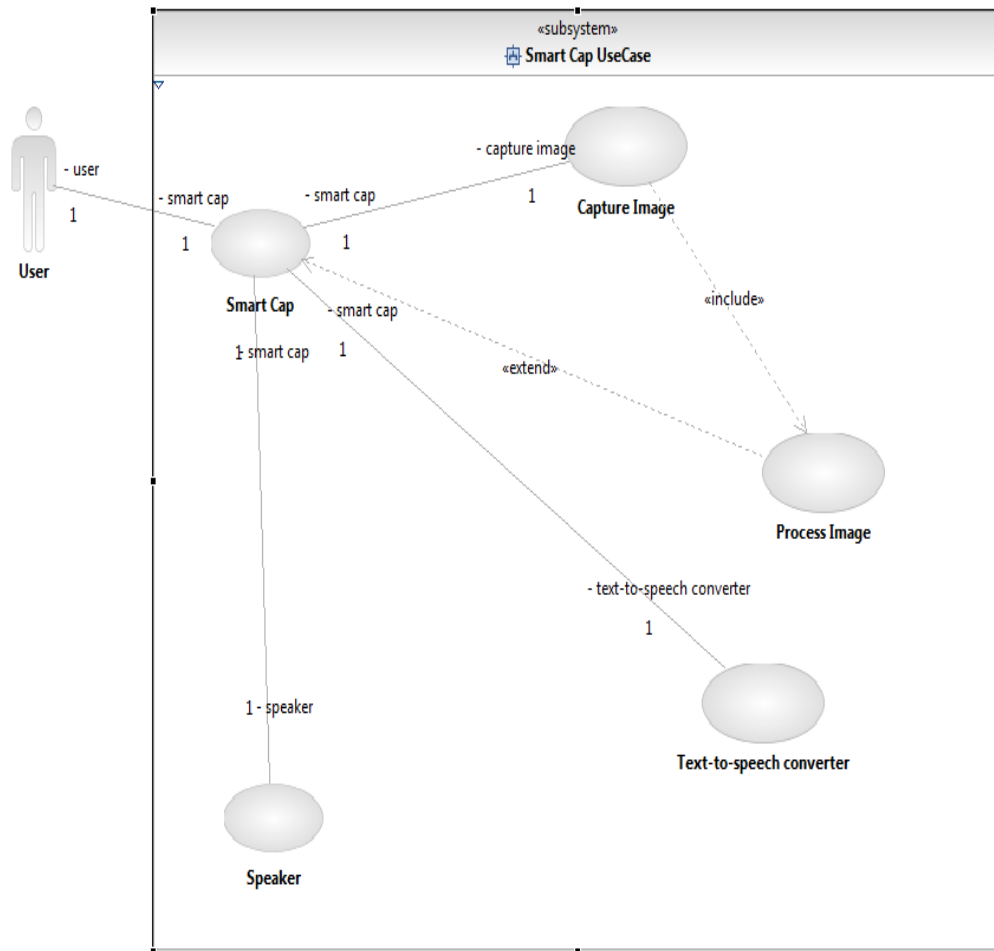 «subsystem»
Smart Cap UseCase
- user
1
User
- smart cap
1
Smart Cap
- smart cap
1
- capture image
1
Capture Image
«include»
- smart cap
1
«extend»
1- smart cap
Process Image
- text-to-speech converter
1
Text-to-speech converter
1 - speaker
Speaker